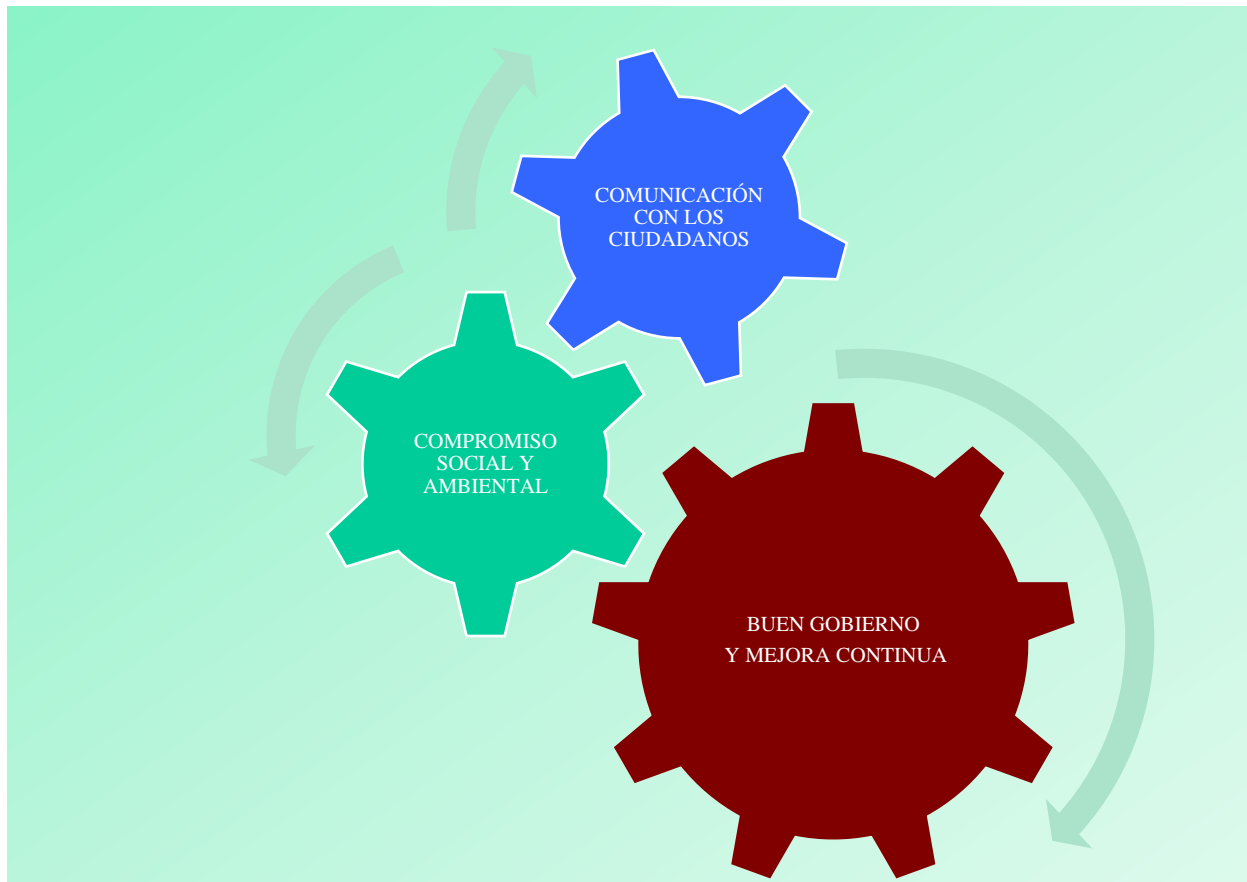 COMUNICACIÓN
CON LOS
CIUDADANOS
COMPROMISO
SOCIAL Y
AMBIENTAL
BUEN GOBIERNO
Y MEJORA CONTINUA